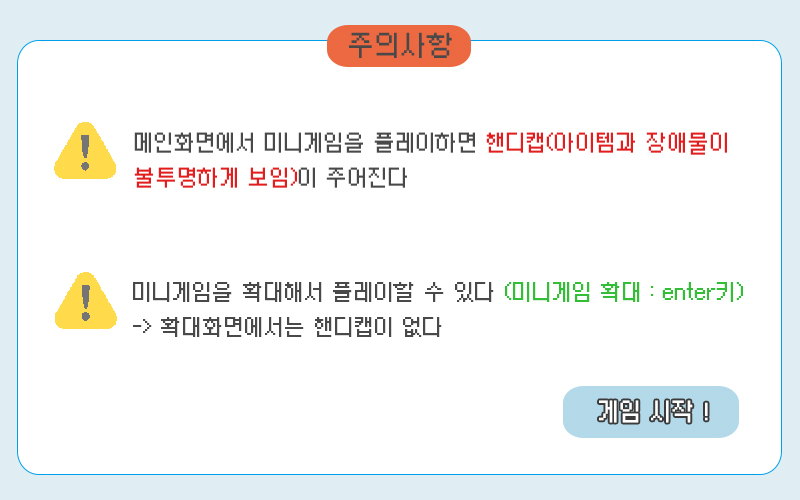 주의사항
메인화면에서 미니게임을 플레이하면 핸디캡(아이템과 장애물이
불투명하게 보임)이 주어진다
미니게임을 확대해서 플레이할 수 있다 (미니게임 확대 : enter키)
-> 확대화면에서는 핸디캡이 없다
게임 시작 !